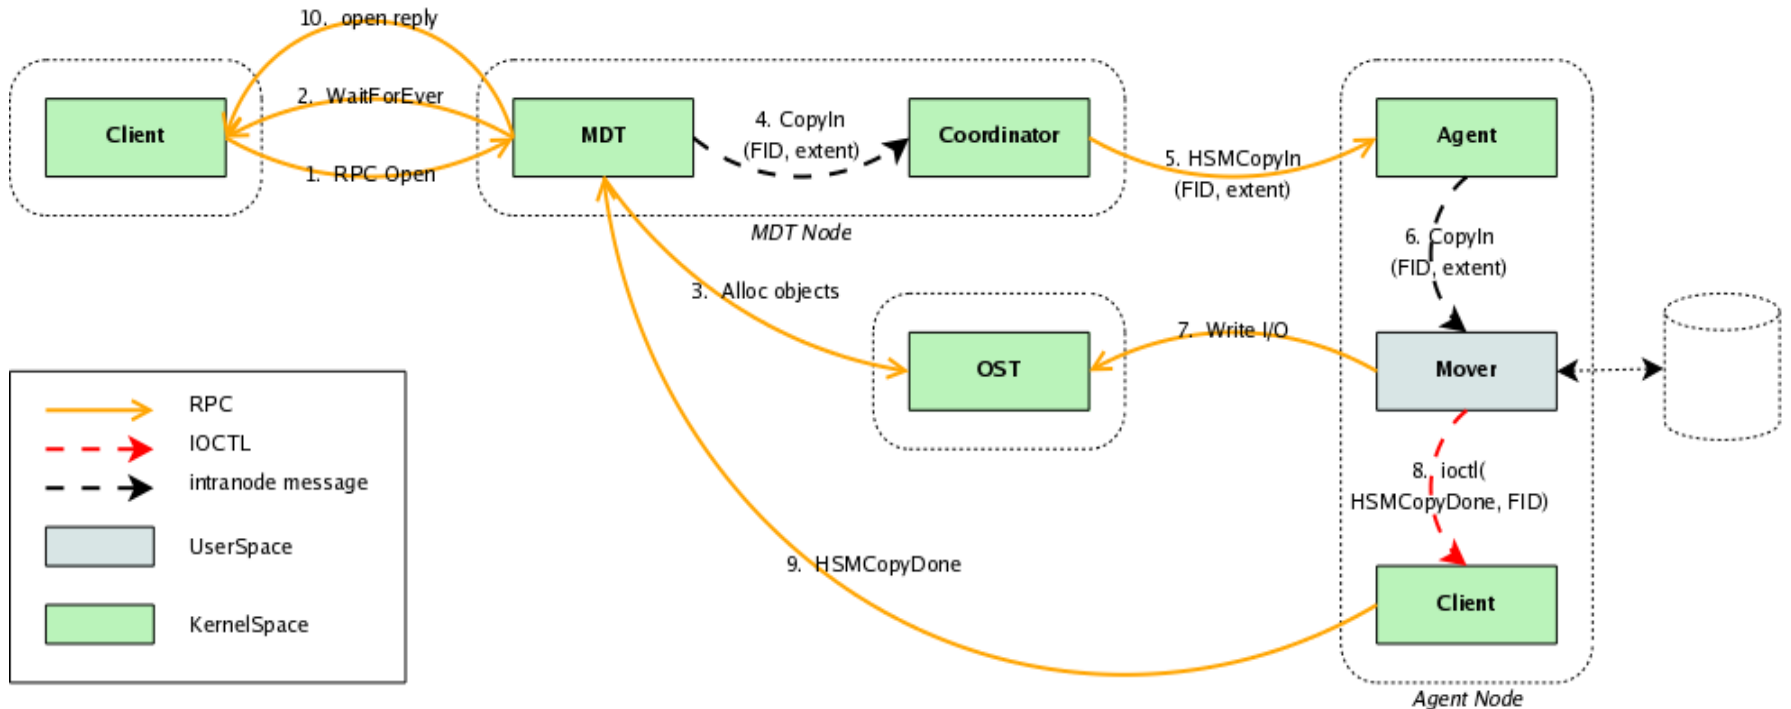 10. open reply
2. WaitForEver
Client
1. RPC Open
MDT
4. CopyIn
(FID, extent)
Coordinator
MDT Node
5. HSMCopyIn
(FID, extent)
Agent
6. CopyIn
(FID, extent)
3. Alloc objects
OST
7. Write I/O
Mover
8. ioctl(
HSMCopyDone, FID)
9. HSMCopyDone
Client
Agent Node
RPC
IOCTL
intranode message
UserSpace
KernelSpace